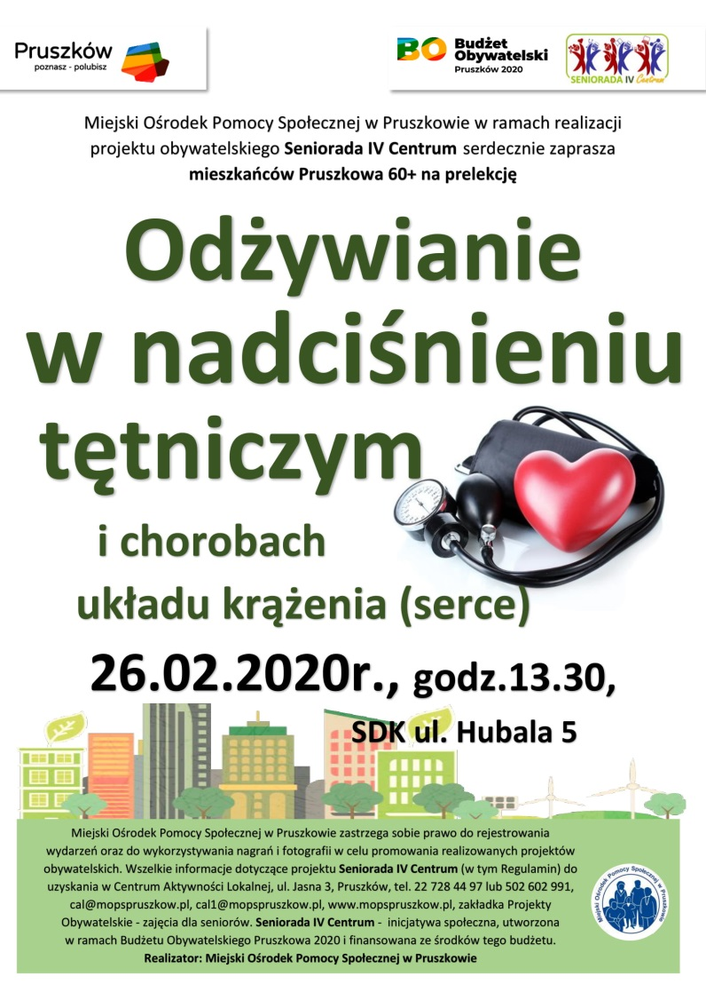 Pruszków
poznasz - polubisz
BO Budżet
Obywatelski
Pruszków 2020
SENIORADA IV Centrum
Miejski Ośrodek Pomocy Społecznej w Pruszkowie w ramach realizacji
projektu obywatelskiego Seniorada IV Centrum serdecznie zaprasza
mieszkańców Pruszkowa 60+ na prelekcję
Odżywianie
w nadciśnieniu
tętniczym
i chorobach
układu krążenia (serce)
26.02.2020r., godz.13.30,
SDK ul. Hubala 5
Miejski Ośrodek Pomocy Społecznej w Pruszkowie zastrzega sobie prawo do rejestrowania
wydarzeń oraz do wykorzystywania nagrań i fotografii w celu promowania realizowanych projektów
obywatelskich. Wszelkie informacje dotyczące projektu Seniorada IV Centrum (w tym Regulamin) do
uzyskania w Centrum Aktywności Lokalnej, ul. Jasna 3, Pruszków, tel. 22 728 44 97 lub 502 602 991,
cal@mopspruszkow.pl, cal1@mopspruszkow.pl, www.mopspruszkow.pl, zakładka Projekty
Obywatelskie - zajęcia dla seniorów. Seniorada IV Centrum - inicjatywa społeczna, utworzona
w ramach Budżetu Obywatelskiego Pruszkowa 2020 i finansowana ze środków tego budżetu.
Realizator: Miejski Ośrodek Pomocy Społecznej w Pruszkowie
Miejski Ośrodek Pomocy Społecznej w Pruszkowie